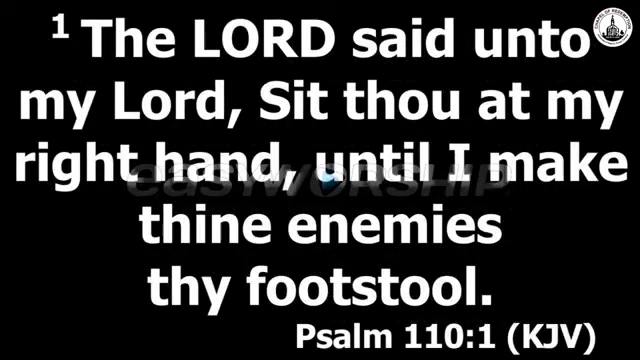 1 The LORD said unto
my Lord, Sit thou at my
right hand, until I make
easyworship
thine enemies
thy footstool.
Psalm 110:1 (KJV)